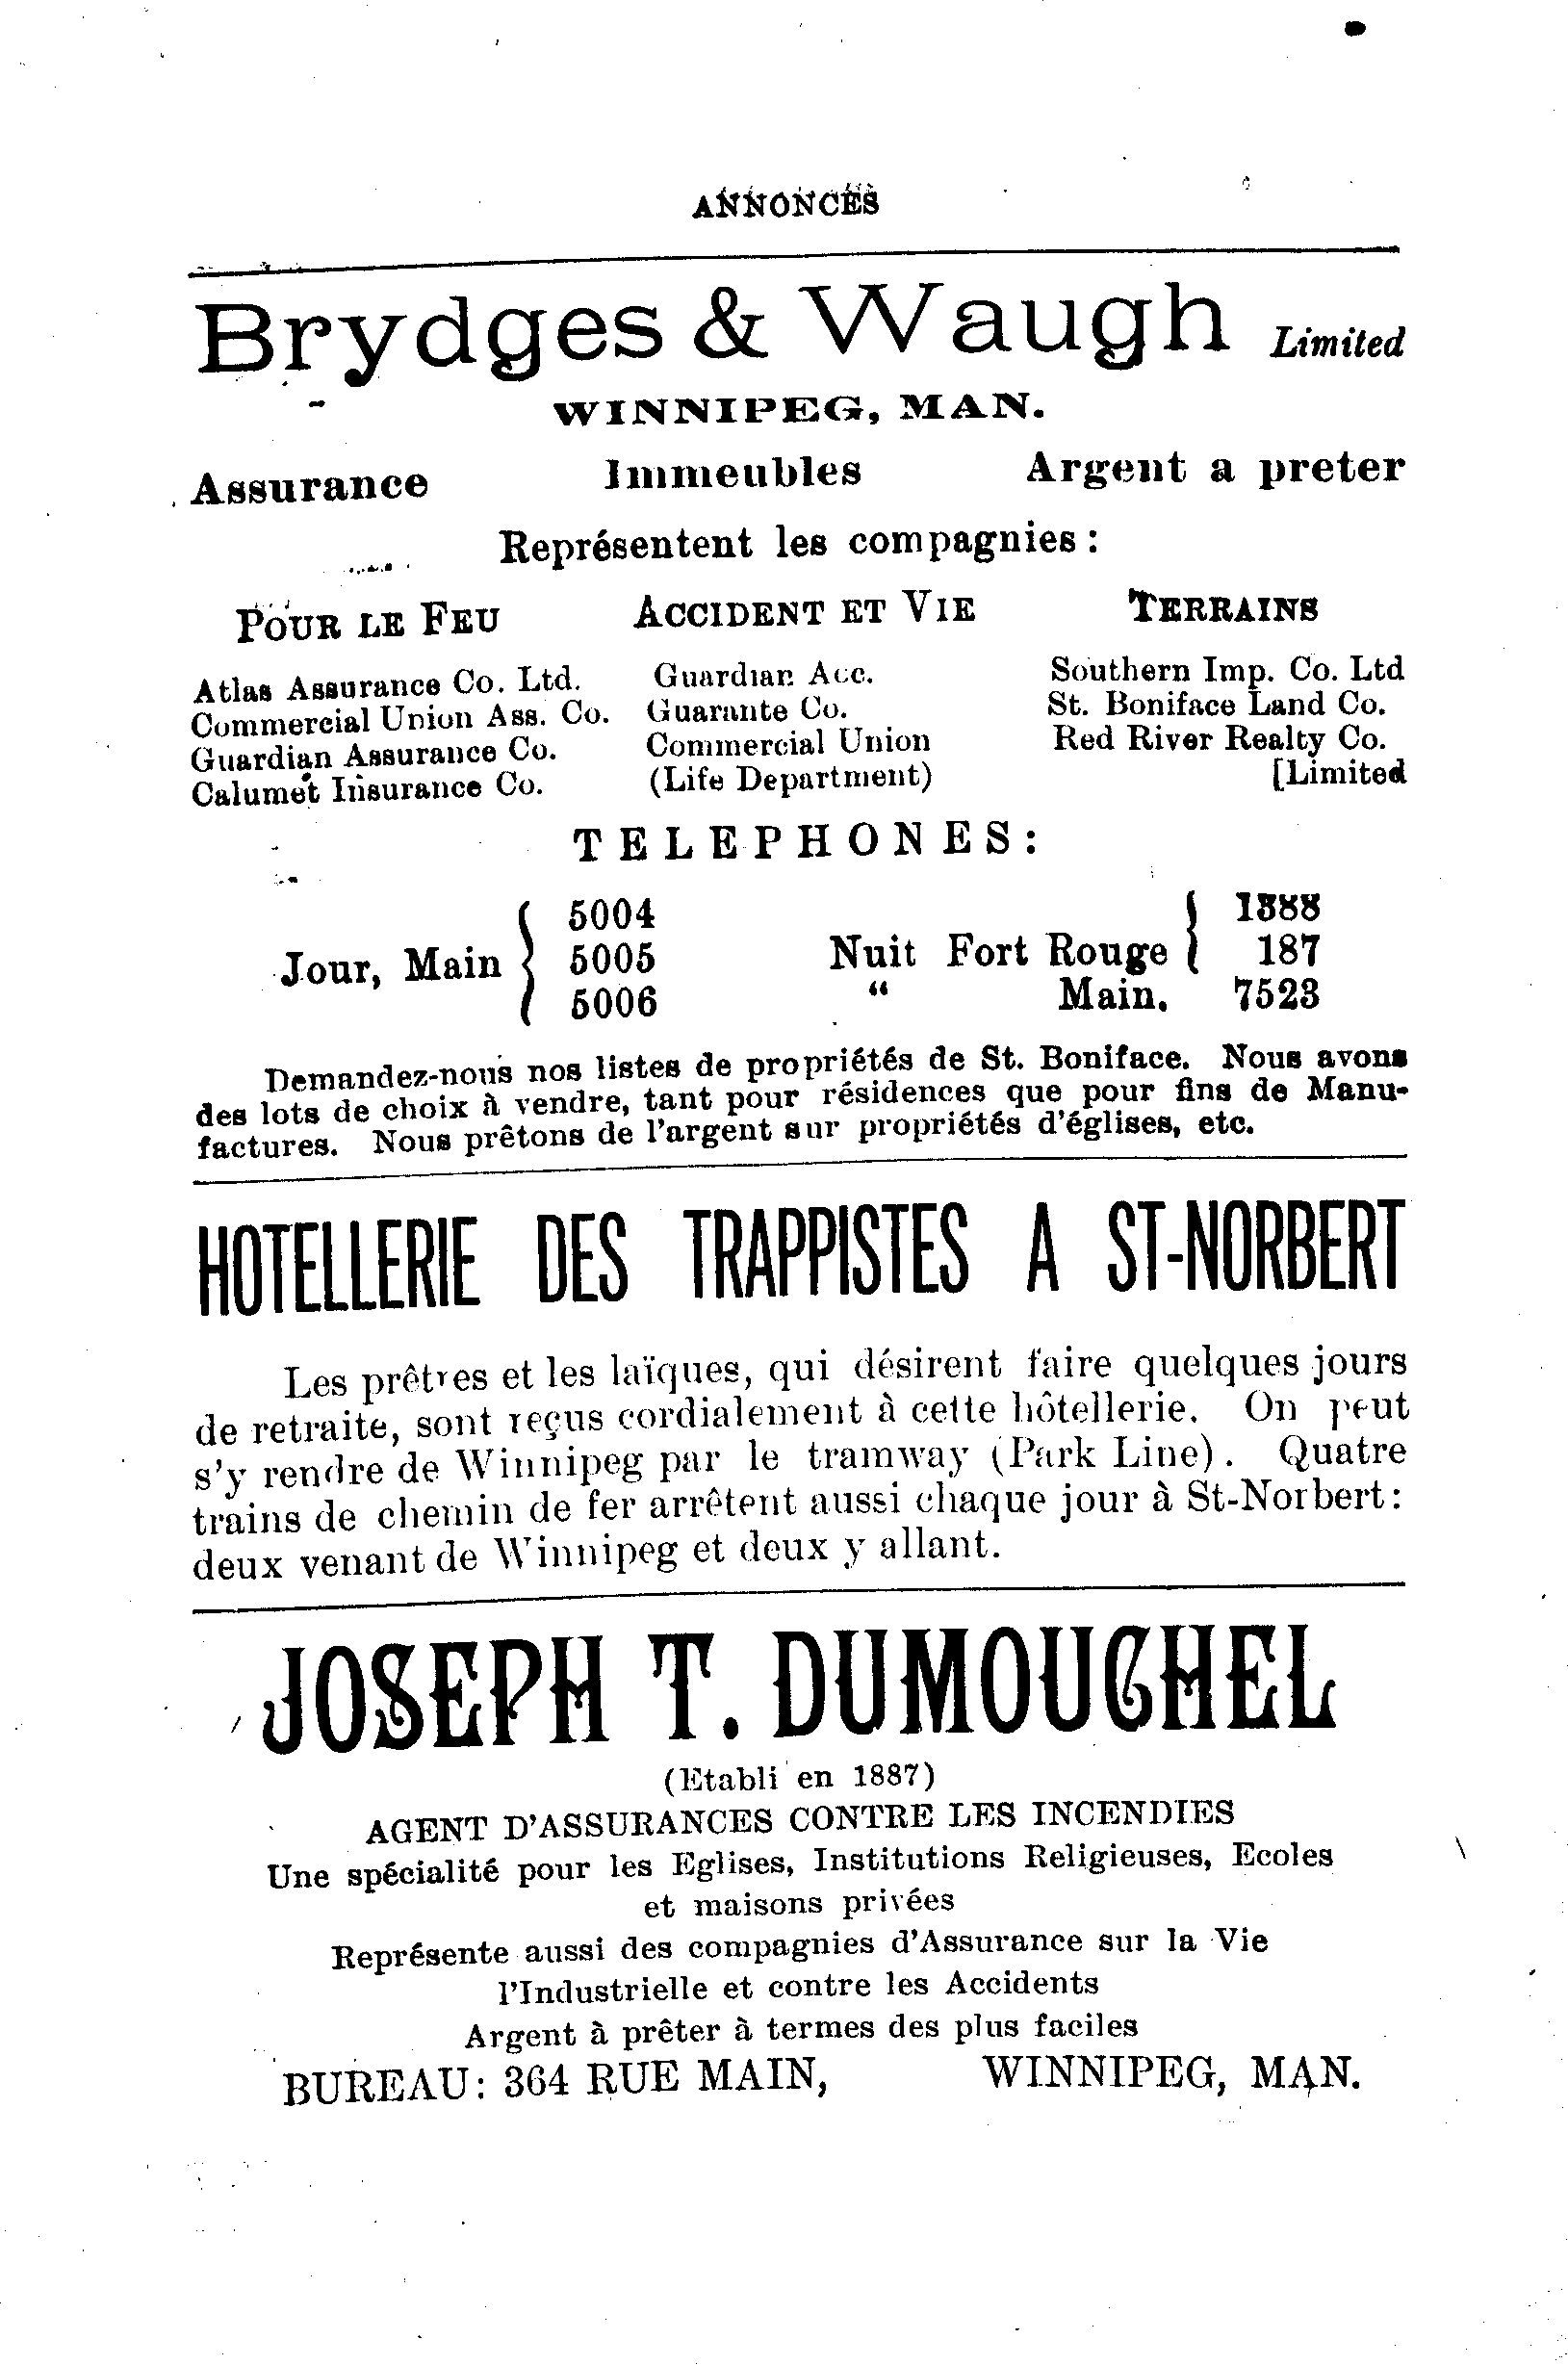 ANNONCES
Brydges & Waugh Limited
WINNIPEG, MAN.
Assurance Immeubles Argent a preter
Représentent les compagnies:
POUR LE FEU ACCIDENT ET VIE TERRAINS
Atlas Assurance Co. Ltd. Guardian Acc. Southern Imp. Co. Ltd
Commercial Union Ass. Co. Guarante Co. St. Boniface Land Co.
Guardian Assurance Co. Commercial Union Red River Realty Co.
Calumet Insurance Co. (Life Department) [Limited
TELEPHONES:
5004 1388
Jour, Main 5005 Nuit Fort Rouge 187
5006 “ Main. 7523
Demandez-nous nos listes de propriétés de St. Boniface. Nous avons
des lots de choix à vendre, tant pour résidences que pour fins de Manu-
factures. Nous prêtons de l'argent sur propriétés d'églises, etc.
HOTELLERIE DES TRAPPISTES A ST-NORBERT
Les prêtres et les laïques, qui désirent faire quelques jours
de retraite, sont reçus cordialement à cette hôtellerie. On peut
s'y rendre de Winnipeg par le tramway (Park Line). Quatre
trains de chemin de fer arrêtent aussi chaque jour à St-Norbert:
deux venant de Winnipeg et deux y allant.
JOSEPH T. DUMOUCHEL
(Etabli en 1887)
AGENT D'ASSURANCES CONTRE LES INCENDIES
Une spécialité pour les Eglises, Institutions Religieuses, Ecoles
et maisons privées
Représente aussi des compagnies d'Assurance sur la Vie
l'Industrielle et contre les Accidents
Argent à prêter à termes des plus faciles
BUREAU: 364 RUE MAIN, WINNIPEG, MAN.